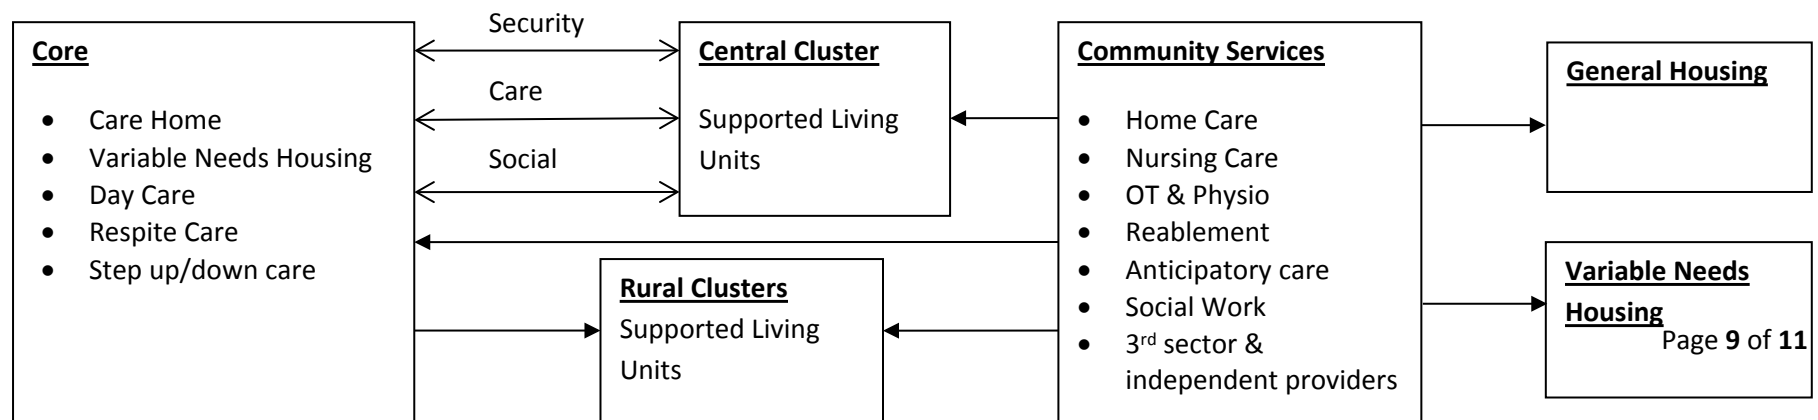 Core
• Care Home
• Variable Needs Housing
• Day Care
• Respite Care
• Step up/down care
Security
Care
Social
Central Cluster
Supported Living
Units
Rural Clusters
Supported Living
Units
Community Services
• Home Care
• Nursing Care
• OT & Physio
• Reablement
• Anticipatory care
• Social Work
• 3rd sector &
independent providers
General Housing
Variable Needs
Housing
Page 9 of 11